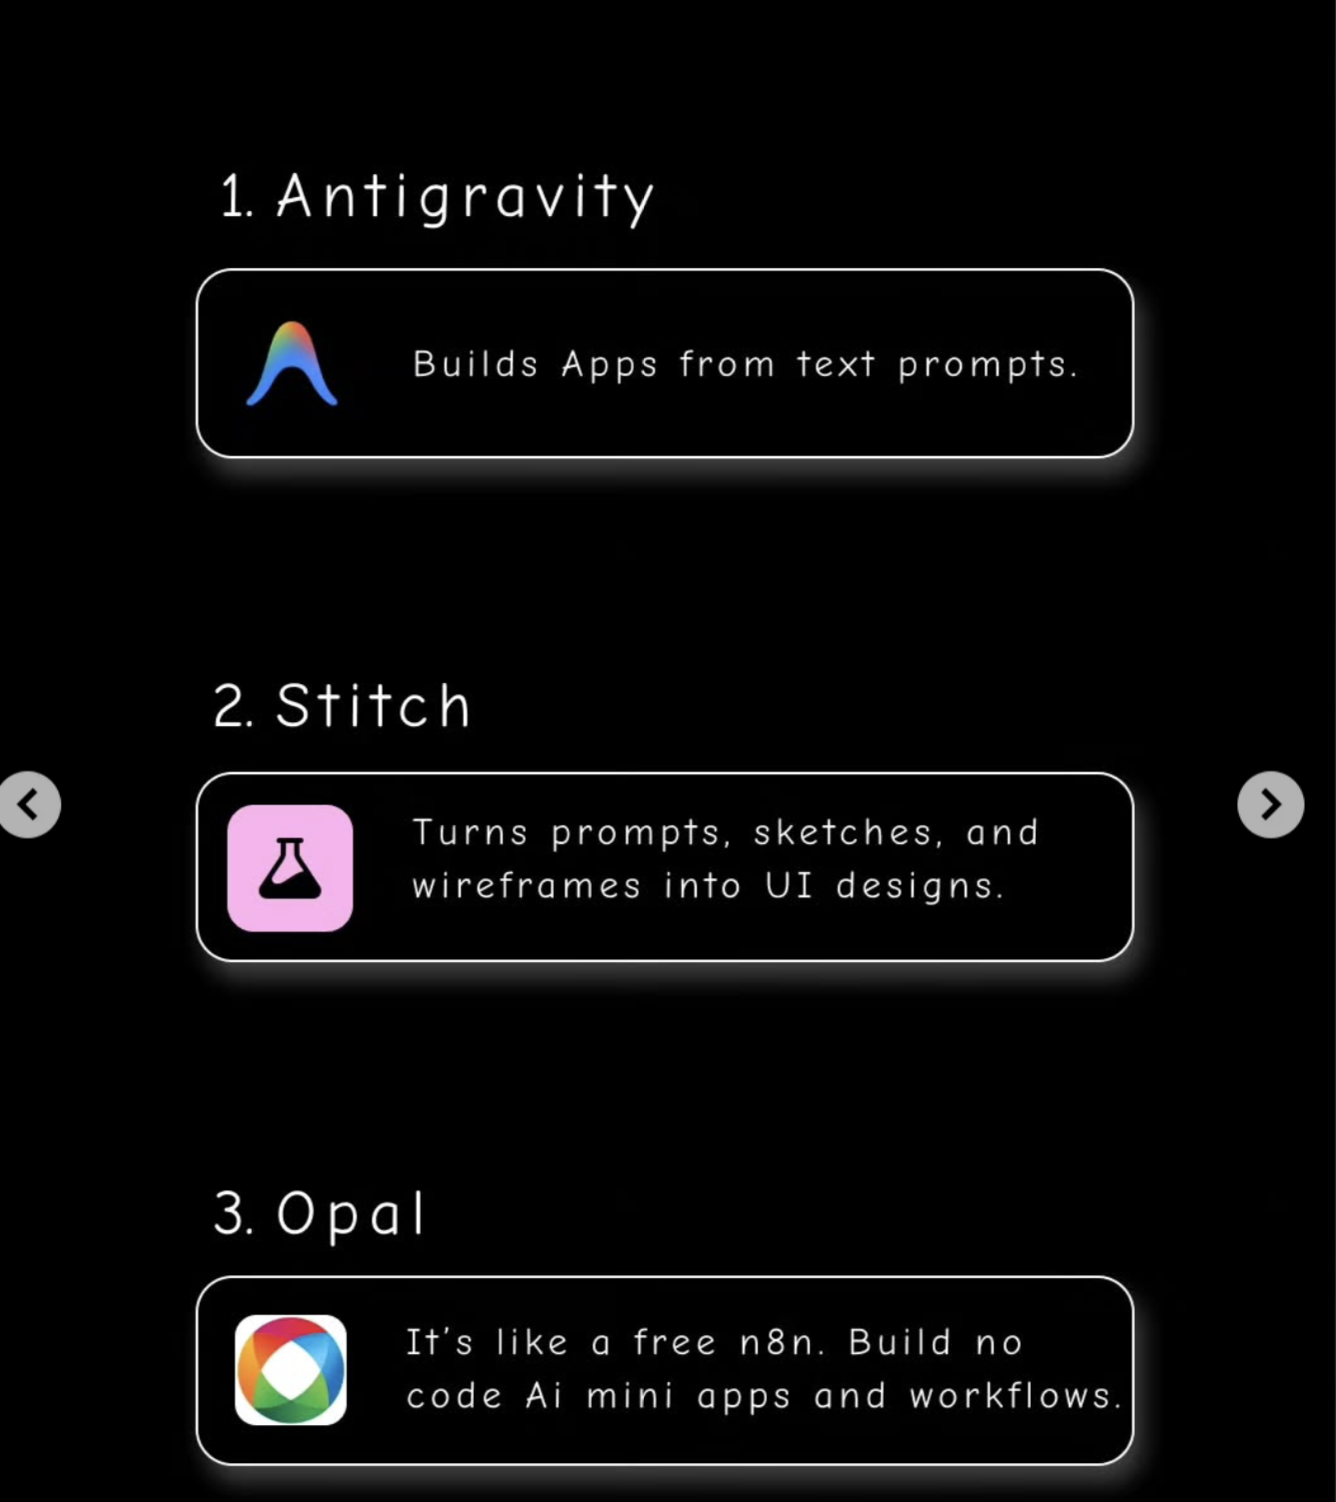 1. Antigravity
Builds Apps from text prompts.
2. Stitch
Turns prompts, sketches, and
wireframes into UI designs.
3. Opal
It's like a free n8n. Build no
code Ai mini apps and workflows.